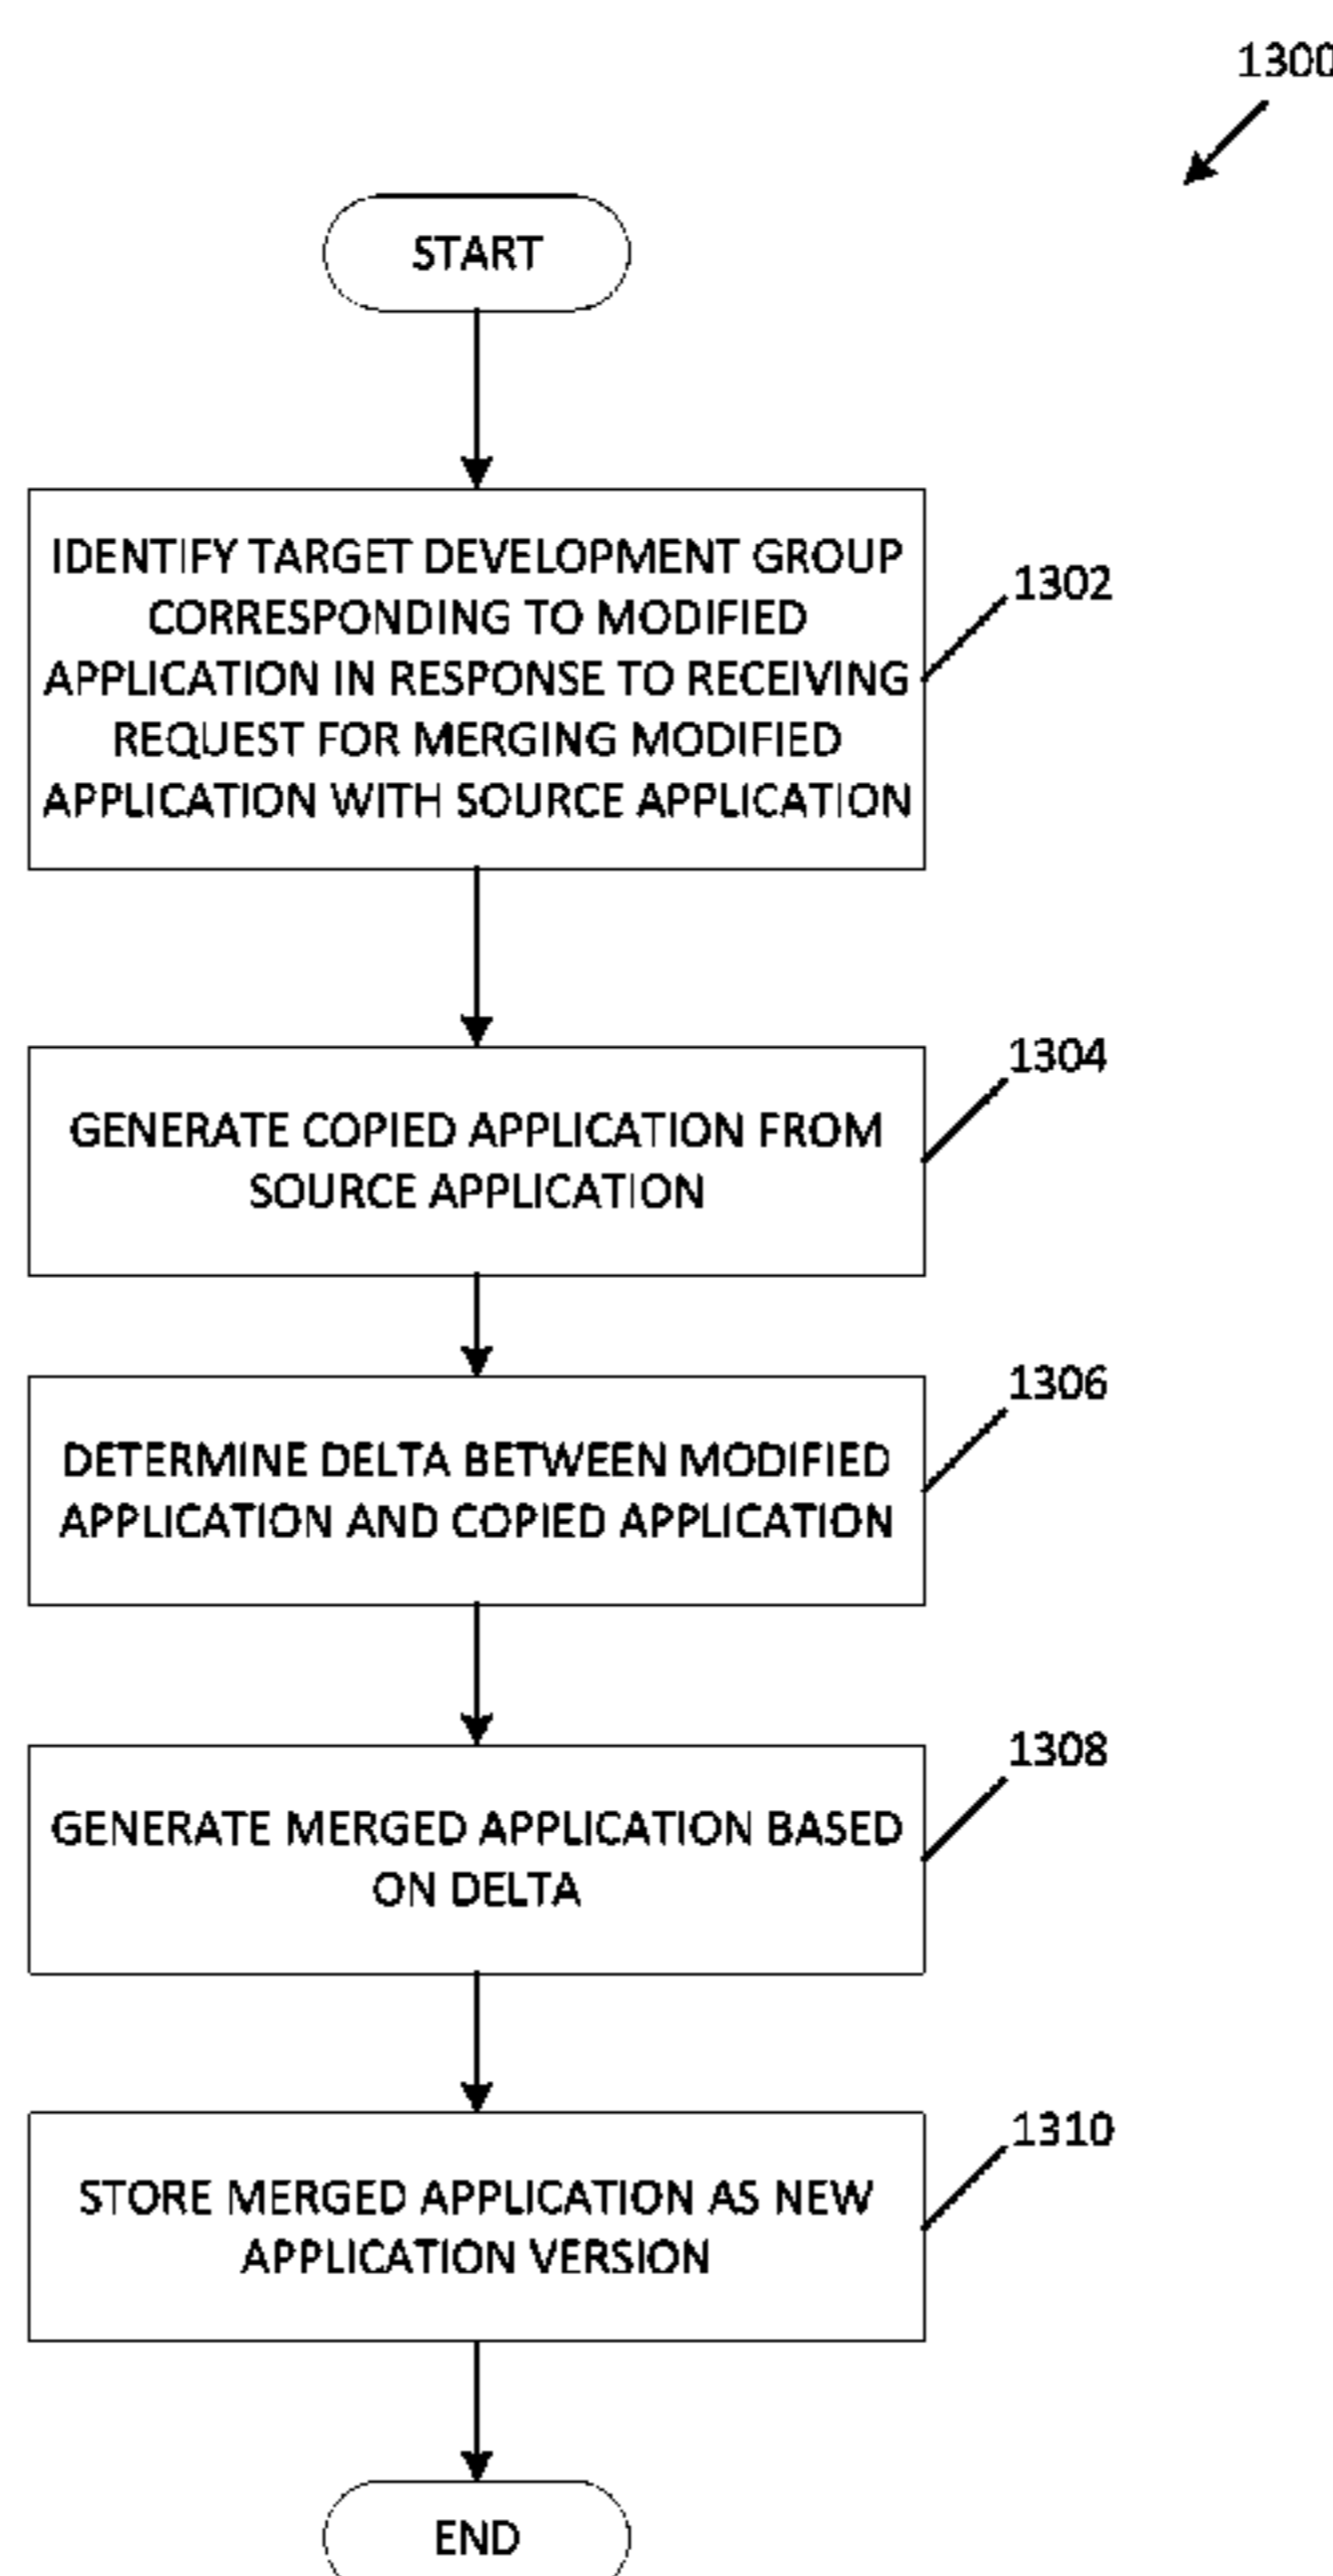 1300
START
IDENTIFY TARGET DEVELOPMENT GROUP
CORRESPONDING TO MODIFIED
APPLICATION IN RESPONSE TO RECEIVING
REQUEST FOR MERGING MODIFIED
APPLICATION WITH SOURCE APPLICATION
1302
GENERATE COPIED APPLICATION FROM
SOURCE APPLICATION
1304
DETERMINE DELTA BETWEEN MODIFIED
APPLICATION AND COPIED APPLICATION
1306
GENERATE MERGED APPLICATION BASED
ON DELTA
1308
STORE MERGED APPLICATION AS NEW
APPLICATION VERSION
1310
END